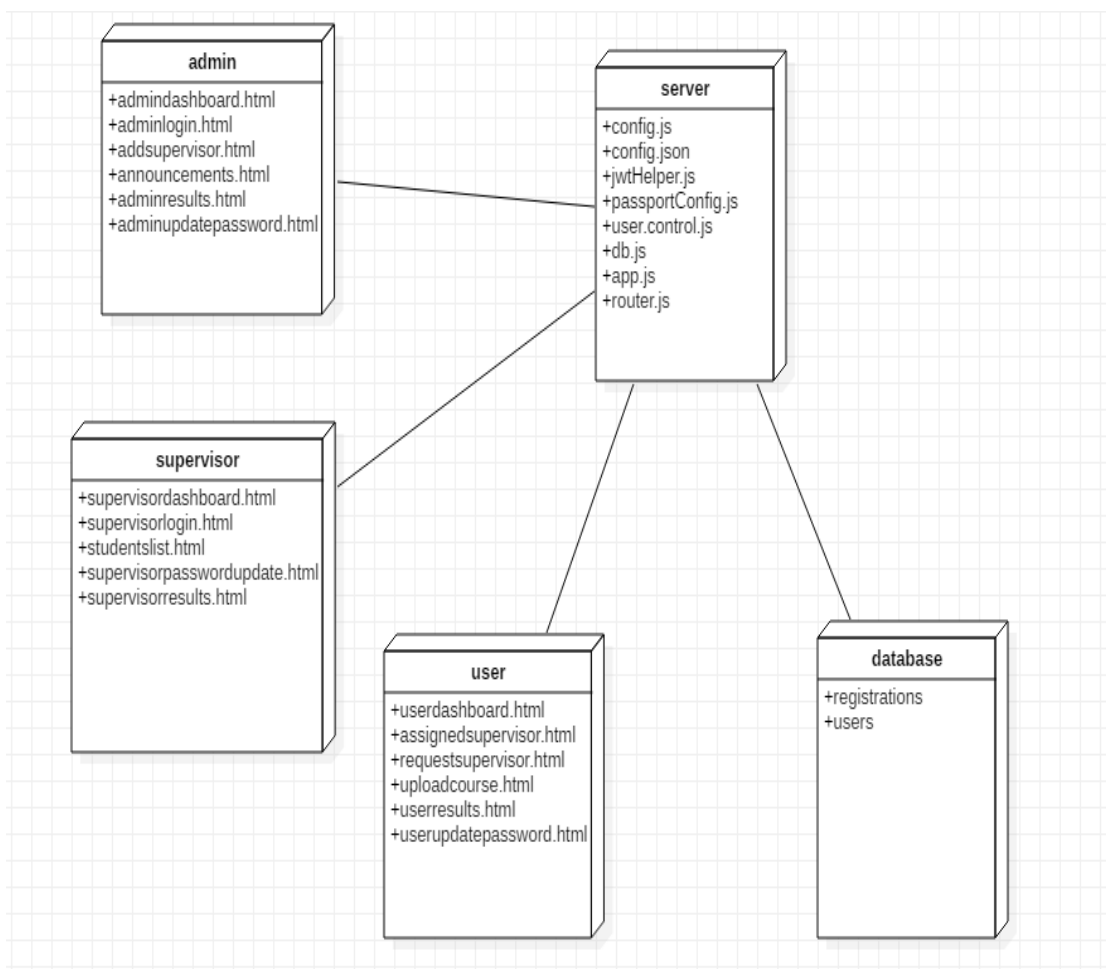 admin
+admindashboard.html
+adminlogin.html
+addsupervisor.html
+announcements.html
+adminresults.html
+adminupdatepassword.html
server
+config.js
+config.json
+jwtHelper.js
+passportConfig.js
+user.control.js
+db.js
+app.js
+router.js
supervisor
+supervisordashboard.html
+supervisorlogin.html
+studentslist.html
+supervisorpasswordupdate.html
+supervisorresults.html
user
+userdashboard.html
+assignedsupervisor.html
+requestsupervisor.html
+uploadcourse.html
+userresults.html
+userupdatepassword.html
database
+registrations
+users